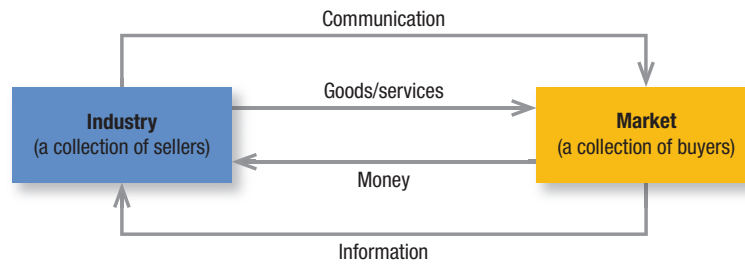 Communication
Goods/services
Industry
(a collection of sellers)
Market
(a collection of buyers)
Money
Information